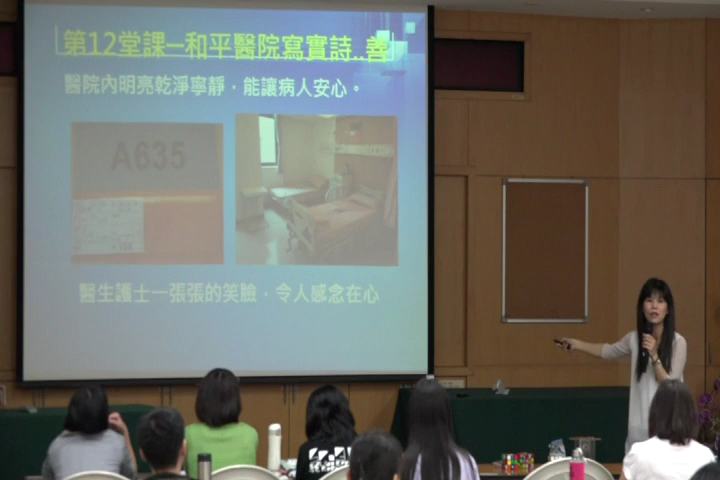 第12堂課─和平醫院寫實詩..善
醫院內明亮乾淨寧靜，能讓病人安心。
A635
醫生護士一張張的笑臉，令人感念在心